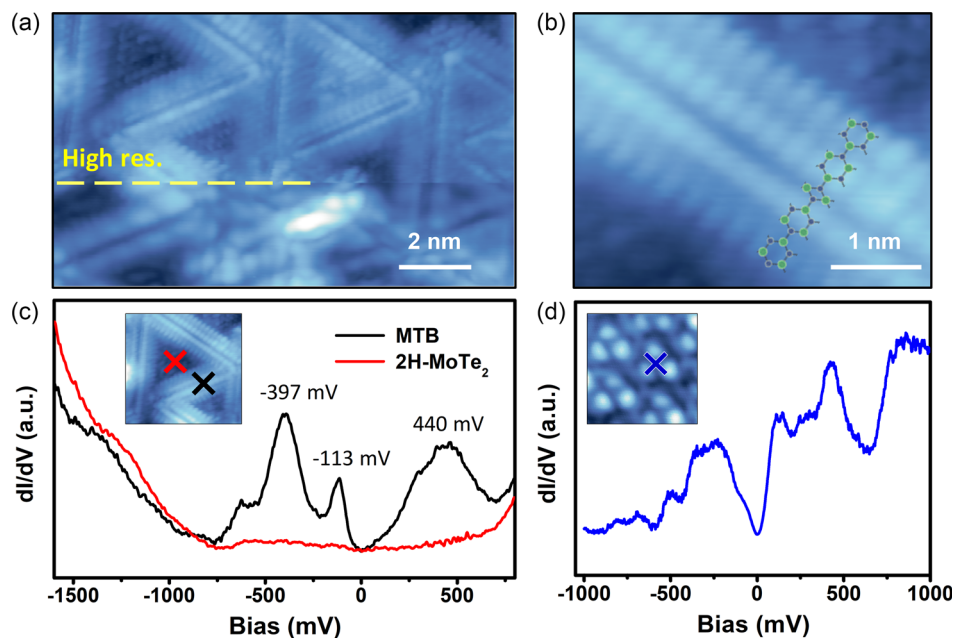 (a)
High res.
2 nm
(b)
1 nm
(c)
MTB
2H-MoTe₂
-397 mV
-113 mV
440 mV
dI/dV (a.u.)
-1500 -1000 -500 0 500
Bias (mV)
(d)
dI/dV (a.u.)
-1000 -500 0 500 1000
Bias (mV)